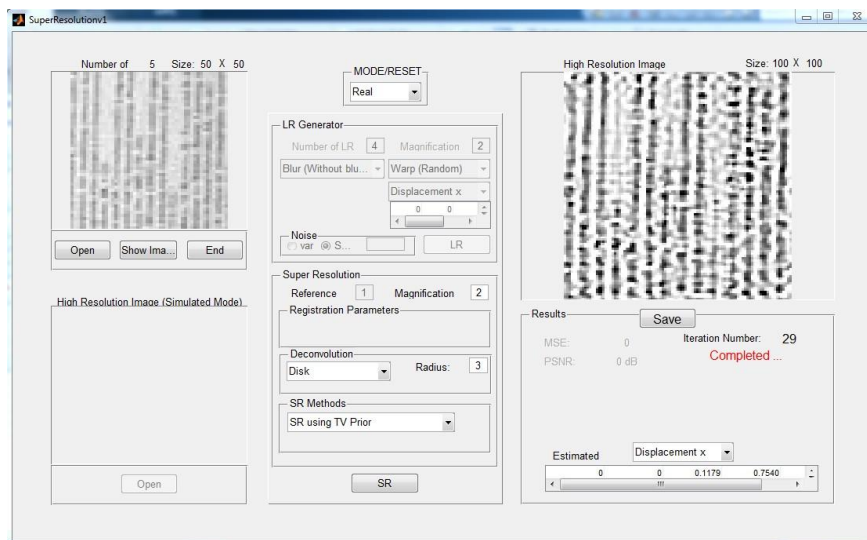 SuperResolutionv1
Number of 5 Size: 50 X 50
Open
Show Ima...
End
High Resolution Image (Simulated Mode)
Open
MODE/RESET
Real
LR Generator
Number of LR 4 Magnification 2
Blur (Without blu...
Warp (Random)
Displacement x
0 0
Noise
var S...
LR
Super Resolution
Reference 1 Magnification 2
Registration Parameters
Deconvolution
Disk
Radius: 3
SR Methods
SR using TV Prior
SR
High Resolution Image Size: 100 X 100
Results
Save
MSE: 0
PSNR: 0 dB
Iteration Number: 29
Completed ...
Estimated
Displacement x
0 0 0.1179 0.7540